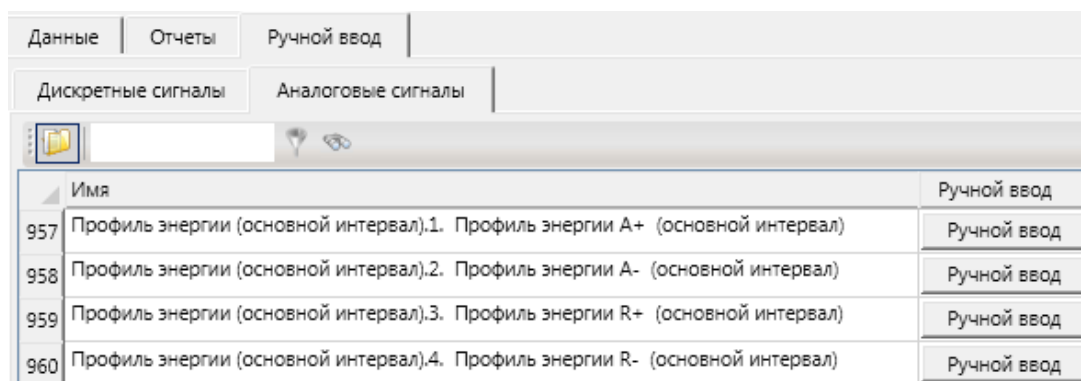 Данные Отчеты Ручной ввод
Дискретные сигналы Аналоговые сигналы
Имя Ручной ввод
957 Профиль энергии (основной интервал).1. Профиль энергии A+ (основной интервал) Ручной ввод
958 Профиль энергии (основной интервал).2. Профиль энергии A- (основной интервал) Ручной ввод
959 Профиль энергии (основной интервал).3. Профиль энергии R+ (основной интервал) Ручной ввод
960 Профиль энергии (основной интервал).4. Профиль энергии R- (основной интервал) Ручной ввод